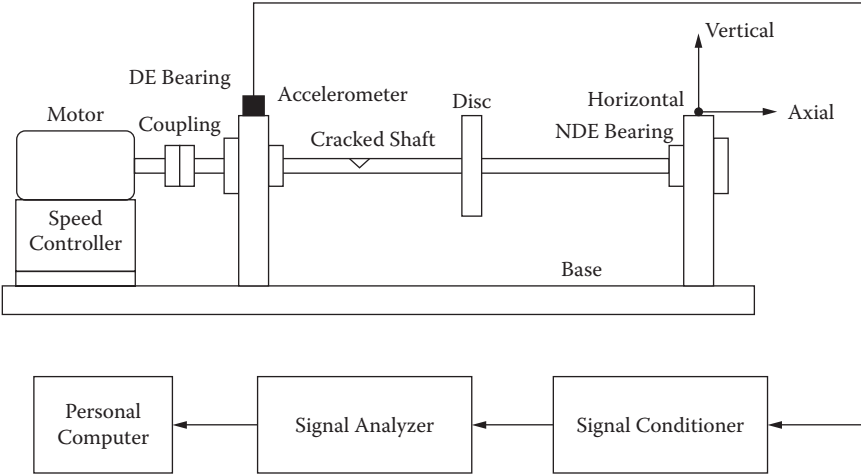 Vertical
DE Bearing
Accelerometer
Disc
Horizontal
Axial
Motor
Coupling
Cracked Shaft
NDE Bearing
Speed
Controller
Base
Personal
Computer
Signal Analyzer
Signal Conditioner